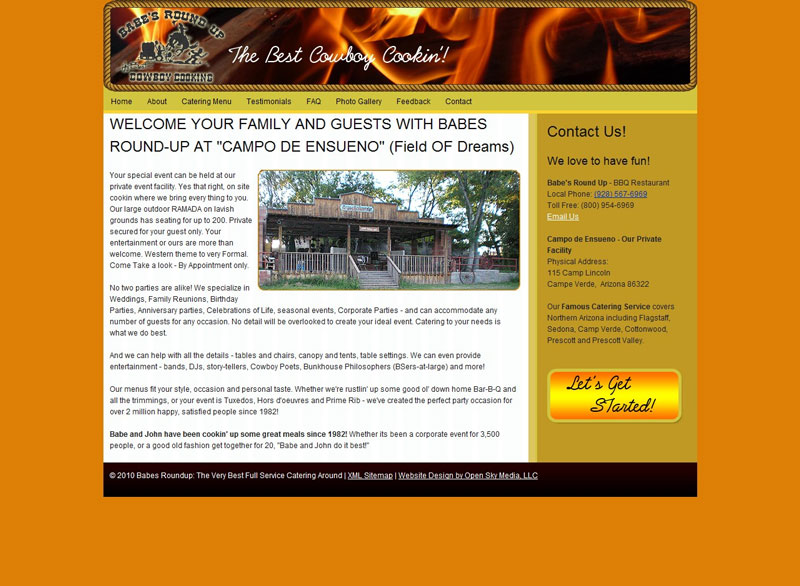 BABE'S ROUND-UP
COWBOY COOKING
The Best Cowboy Cookin'!
Home About Catering Menu Testimonials FAQ Photo Gallery Feedback Contact
WELCOME YOUR FAMILY AND GUESTS WITH BABES
ROUND-UP AT "CAMPO DE ENSUENO" (Field OF Dreams)
Your special event can be held at our
private event facility. Yes that right, on site
cookin where we bring every thing to you.
Our large outdoor RAMADA on lavish
grounds has seating for up to 200. Private
secured for your guest only. Your
entertainment or ours are more than
welcome. Western theme to very Formal.
Come Take a look - By Appointment only.
No two parties are alike! We specialize in
Weddings, Family Reunions, Birthday
Parties, Anniversary parties, Celebrations of Life, seasonal events, Corporate Parties - and can accommodate any
number of guests for any occasion. No detail will be overlooked to create your ideal event. Catering to your needs is
what we do best.
And we can help with all the details - tables and chairs, canopy and tents, table settings. We can even provide
entertainment - bands, DJs, story-tellers, Cowboy Poets, Bunkhouse Philosophers (BSers-at-large) and more!
Our menus fit your style, occasion and personal taste. Whether we're rustlin' up some good ol' down home Bar-B-Q and
all the trimmings, or your event is Tuxedos, Hors d'oeuvres and Prime Rib - we've created the perfect party occasion for
over 2 million happy, satisfied people since 1982!
Babe and John have been cookin' up some great meals since 1982! Whether its been a corporate event for 3,500
people, or a good old fashion get together for 20, "Babe and John do it best!"
Contact Us!
We love to have fun!
Babe's Round Up - BBQ Restaurant
Local Phone: (928) 567-6969
Toll Free: (800) 954-6969
Email Us
Campo de Ensueno - Our Private
Facility
Physical Address:
115 Camp Lincoln
Campe Verde, Arizona 86322
Our Famous Catering Service covers
Northern Arizona including Flagstaff,
Sedona, Camp Verde, Cottonwood,
Prescott and Prescott Valley.
Let's Get
STarted!
© 2010 Babes Roundup: The Very Best Full Service Catering Around | XML Sitemap | Website Design by Open Sky Media, LLC